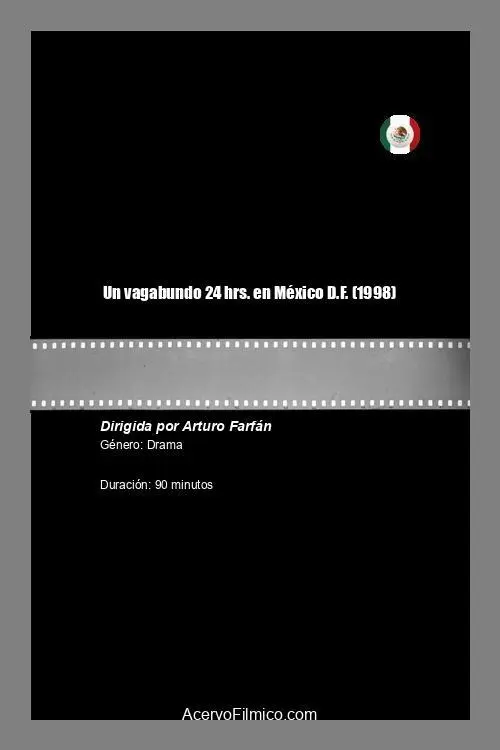 Un vagabundo 24 hrs. en México D.F. (1998)
Dirigida por Arturo Farfán
Género: Drama
Duración: 90 minutos
AcervoFilmico.com